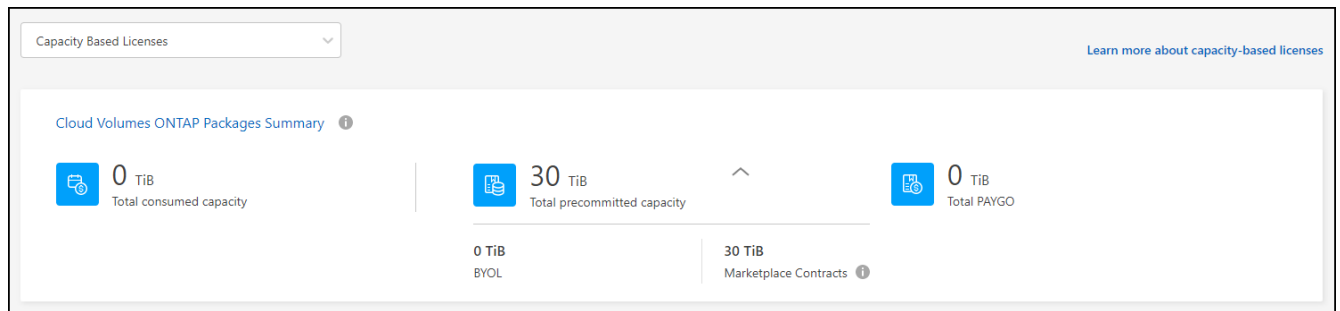 Capacity Based Licenses
Learn more about capacity-based licenses
Cloud Volumes ONTAP Packages Summary
0 TiB
Total consumed capacity
30 TiB
Total precommitted capacity
0 TiB
Total PAYGO
0 TiB
BYOL
30 TiB
Marketplace Contracts